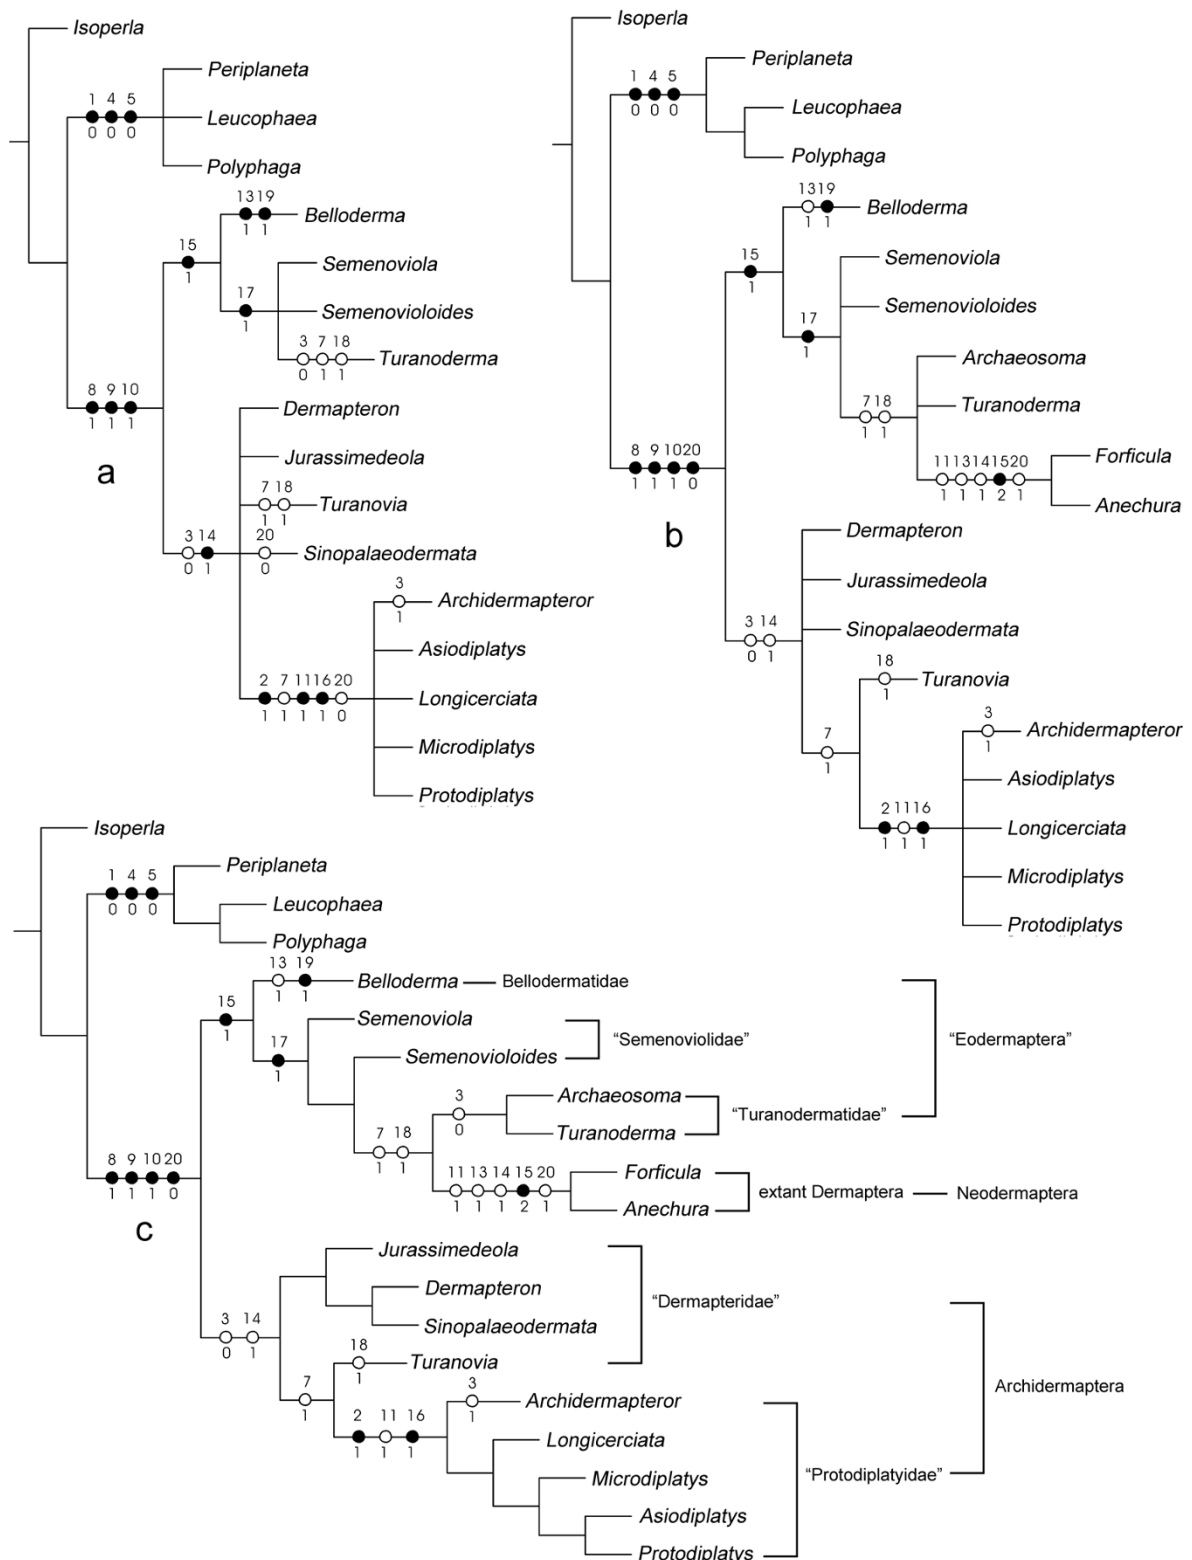 Isoperla
Periplaneta
1 4 5
0 0 0
Leucophaea
Polyphaga
13 19
1 1
Belloderma
15
1
Semenoviola
17
1
Semenovioloides
3 7 18
0 1 1
Turanoderma
8 9 10
1 1 1
Dermapteron
a
Jurassimedeola
7 18
1 1
Turanovia
3 14
0 1
20
0
Sinopalaeodermata
3
1
Archidermapteror
Asiodiplatys
2 7 11 16 20
1 1 1 1 0
Longicerciata
Microdiplatys
Protodiplatys
Isoperla
Periplaneta
1 4 5
0 0 0
Leucophaea
Polyphaga
13 19
1 1
Belloderma
15
1
Semenoviola
Semenovioloides
17
1
Archaeosoma
7 18
1 1
Turanoderma
8 9 10 20
1 1 1 0
11 13 14 15 20
1 1 1 2 1
Forficula
Anechura
b
Dermapteron
Jurassimedeola
Sinopalaeodermata
3 14
0 1
18
1
Turanovia
7
1
3
1
Archidermapteror
Asiodiplatys
2 11 16
1 1 1
Longicerciata
Microdiplatys
Protodiplatys
Isoperla
Periplaneta
1 4 5
0 0 0
Leucophaea
Polyphaga
13 19
1 1
Belloderma
Bellodermatidae
15
1
Semenoviola
"Semenoviolidae"
"Eodermaptera"
17
1
Semenovioloides
Archaeosoma
3
0
"Turanodermatidae"
Turanoderma
7 18
1 1
8 9 10 20
1 1 1 0
11 13 14 15 20
1 1 1 2 1
Forficula
extant Dermaptera
Neodermaptera
Anechura
c
Jurassimedeola
Dermapteron
"Dermapteridae"
Sinopalaeodermata
3 14
0 1
18
1
Turanovia
7
1
Archidermaptera
3
1
Archidermapteror
2 11 16
1 1 1
Longicerciata
Microdiplatys
"Protodiplatyidae"
Asiodiplatys
Protodiplatys